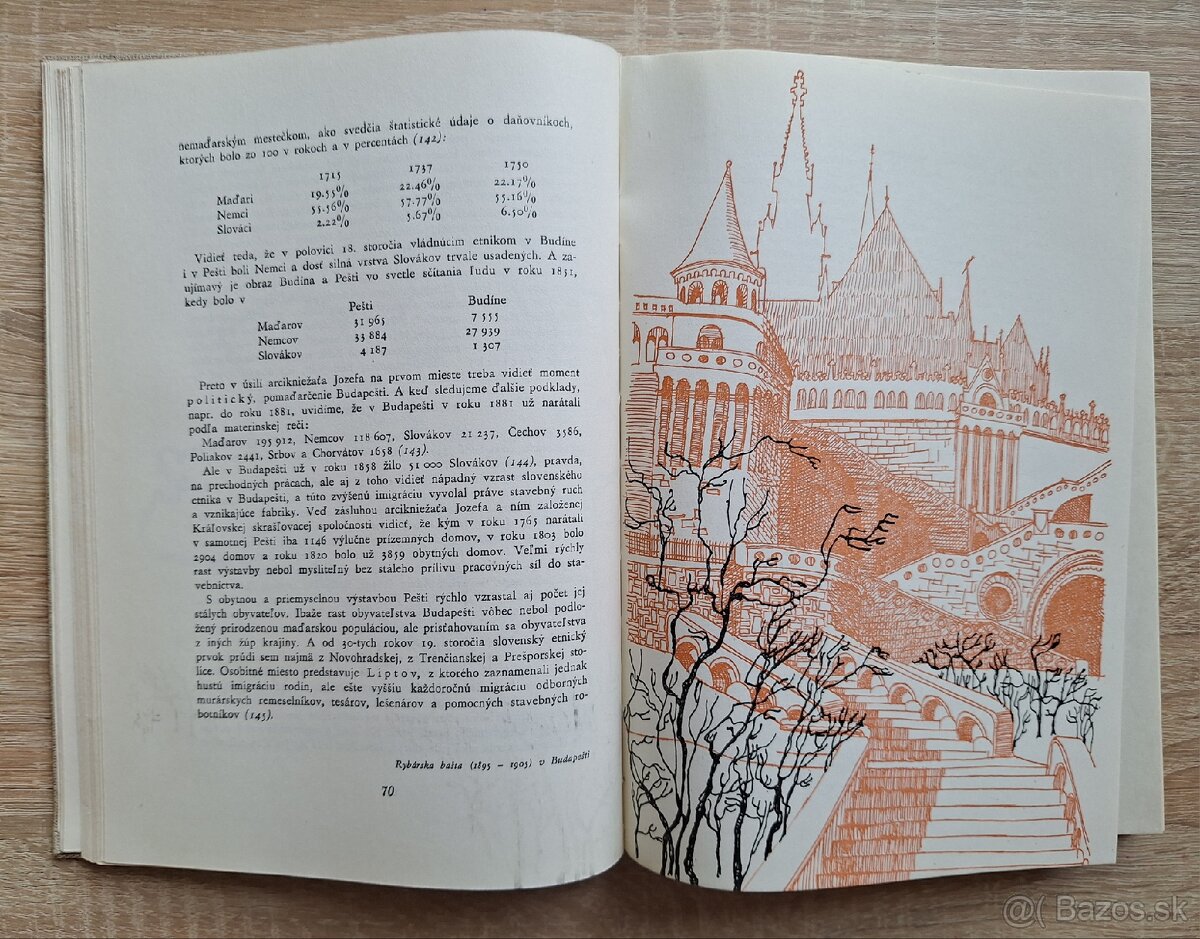 nemaďarským mestečkom, ako svedčia štatistické údaje o daňovníkoch,
ktorých bolo zo 100 v rokoch a v percentách (142):
1715 1737 1750
Maďari 19.55% 22.46% 22.17%
Nemci 55.56% 57.77% 55.16%
Slováci 2.22% 5.67% 6.50%
Vidieť teda, že v polovici 18. storočia vládnúcim etnikom v Budíne
i v Pešti boli Nemci a dosť silná vrstva Slovákov trvale usadených. A za-
ujímavý je obraz Budína a Pešti vo svetle sčítania ľudu v roku 1851,
kedy bolo v
Pešti Budíne
Maďarov 31 965 7 555
Nemcov 33 884 27 939
Slovákov 4 187 1 307
Preto v úsilí arcikniežaťa Jozefa na prvom mieste treba vidieť moment
politický, pomaďarčenie Budapešti. A keď sledujeme ďalšie podklady,
napr. do roku 1881, uvidíme, že v Budapešti v roku 1881 už narátali
podľa materinskej reči:
Maďarov 195 912, Nemcov 118 607, Slovákov 21 237, Čechov 3586,
Poliakov 2441, Srbov a Chorvátov 1658 (143).
Ale v Budapešti už v roku 1858 žilo 51 000 Slovákov (144), pravda,
na prechodných prácach, ale aj z toho vidieť nápadný vzrast slovenského
etnika v Budapešti, a túto zvýšenú imigráciu vyvolal práve stavebný ruch
a vznikajúce fabriky. Veď zásluhou arcikniežaťa Jozefa a ním založenej
Kráľovskej skrášľovacej spoločnosti vidieť, že kým v roku 1765 narátali
v samotnej Pešti iba 1146 výlučne prízemných domov, v roku 1803 bolo
2904 domov a roku 1820 bolo už 3859 obytných domov. Veľmi rýchly
rast výstavby nebol mysliteľný bez stáleho prílivu pracovných síl do sta-
vebníctva.
S obytnou a priemyselnou výstavbou Pešti rýchlo vzrastal aj počet jej
stálych obyvateľov. Ibaže rast obyvateľstva Budapešti vôbec nebol podlo-
žený prirodzenou maďarskou populáciou, ale prisťahovaním sa obyvateľstva
z iných žúp krajiny. A od 30-tych rokov 19. storočia slovenský etnický
prvok prúdi sem najmä z Novohradskej, z Trenčianskej a Prešporskej sto-
lice. Osobitné miesto predstavuje Liptov, z ktorého zaznamenali jednak
hustú imigráciu rodín, ale ešte vyššiu každoročnú migráciu odborných
murárskych remeselníkov, tesárov, lešenárov a pomocných stavebných ro-
botníkov (145).
Rybárska bašta (1895 – 1905) v Budapešti
70
@( Bazos.sk